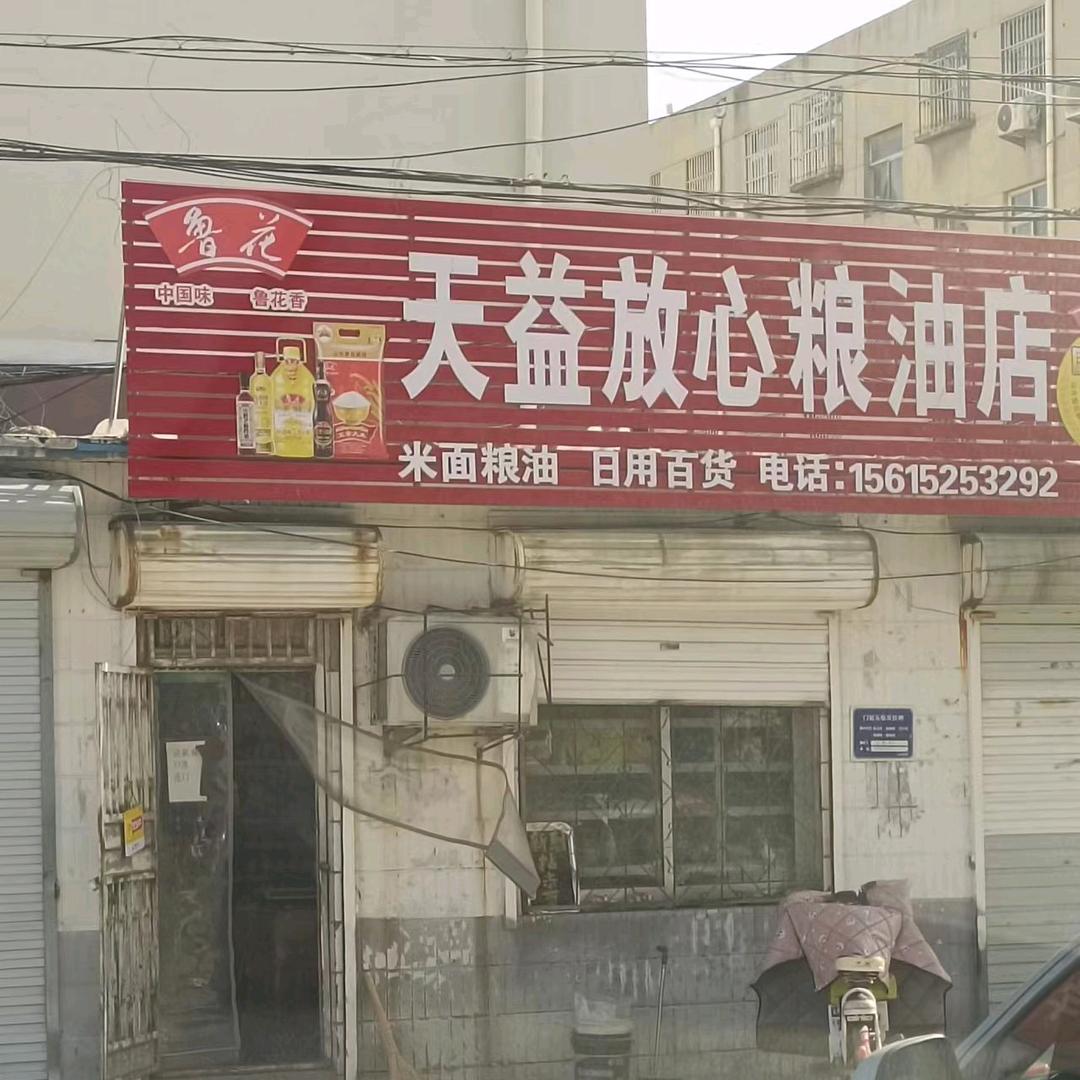 鲁花
中国味 鲁花香
天益放心粮油店
米面粮油 日用百货 电话:15615253292